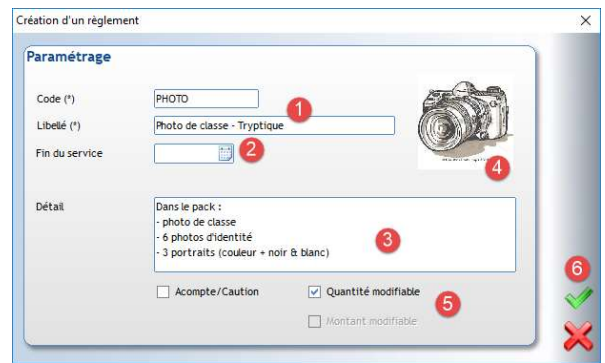 Création d'un règlement
Paramétrage
Code (*) PHOTO
1
Libellé (*) Photo de classe - Tryptique
Fin du service 2
4
Détail Dans le pack :
- photo de classe
- 6 photos d'identité
3
- 3 portraits (couleur + noir & blanc)
6
Acompte/Caution Quantité modifiable
5
Montant modifiable